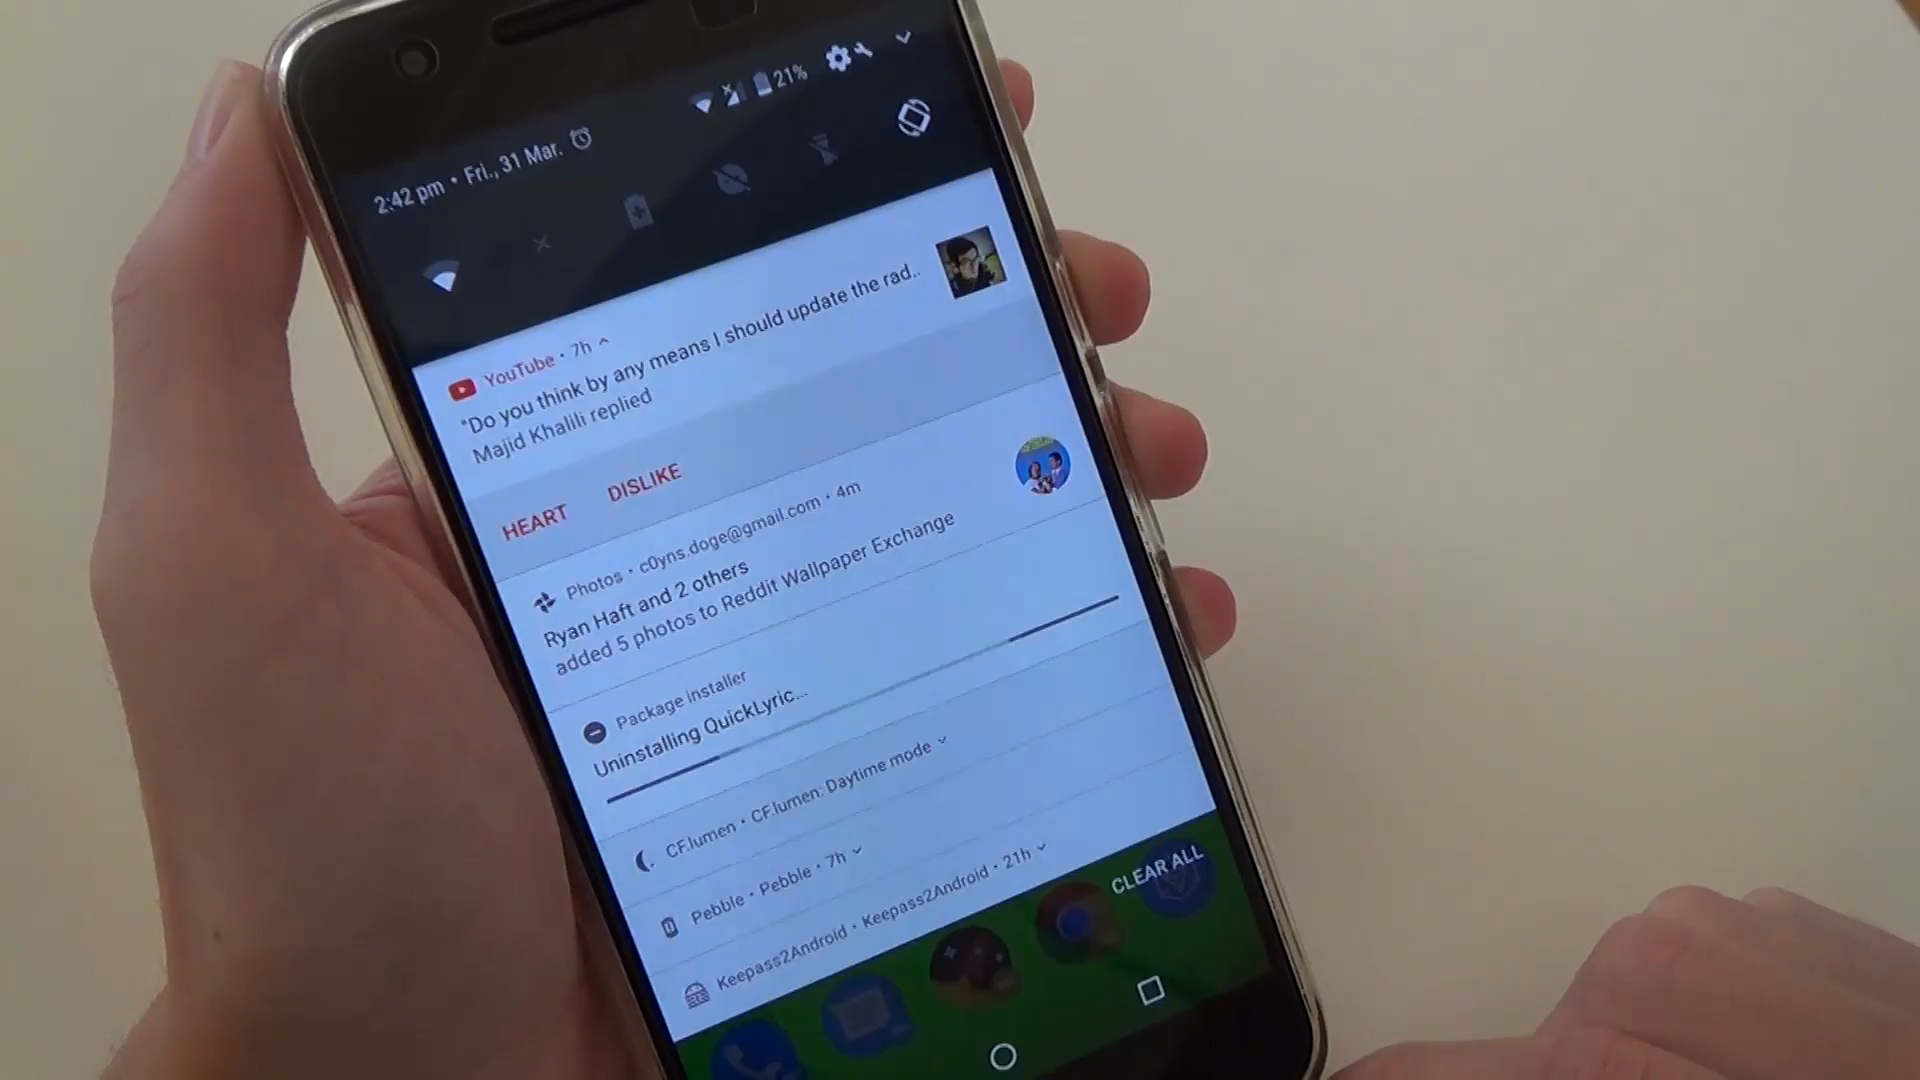 21%
2:42 pm • Fri., 31 Mar.
YouTube • 7h
"Do you think by any means I should update the rad..
Majid Khalili replied
HEART DISLIKE
Photos • c0yns.doge@gmail.com • 4m
Ryan Haft and 2 others
added 5 photos to Reddit Wallpaper Exchange
Package installer
Uninstalling QuickLyric...
CF.lumen • CF.lumen: Daytime mode
Pebble • Pebble • 7h
Keepass2Android • Keepass2Android • 21h
CLEAR ALL